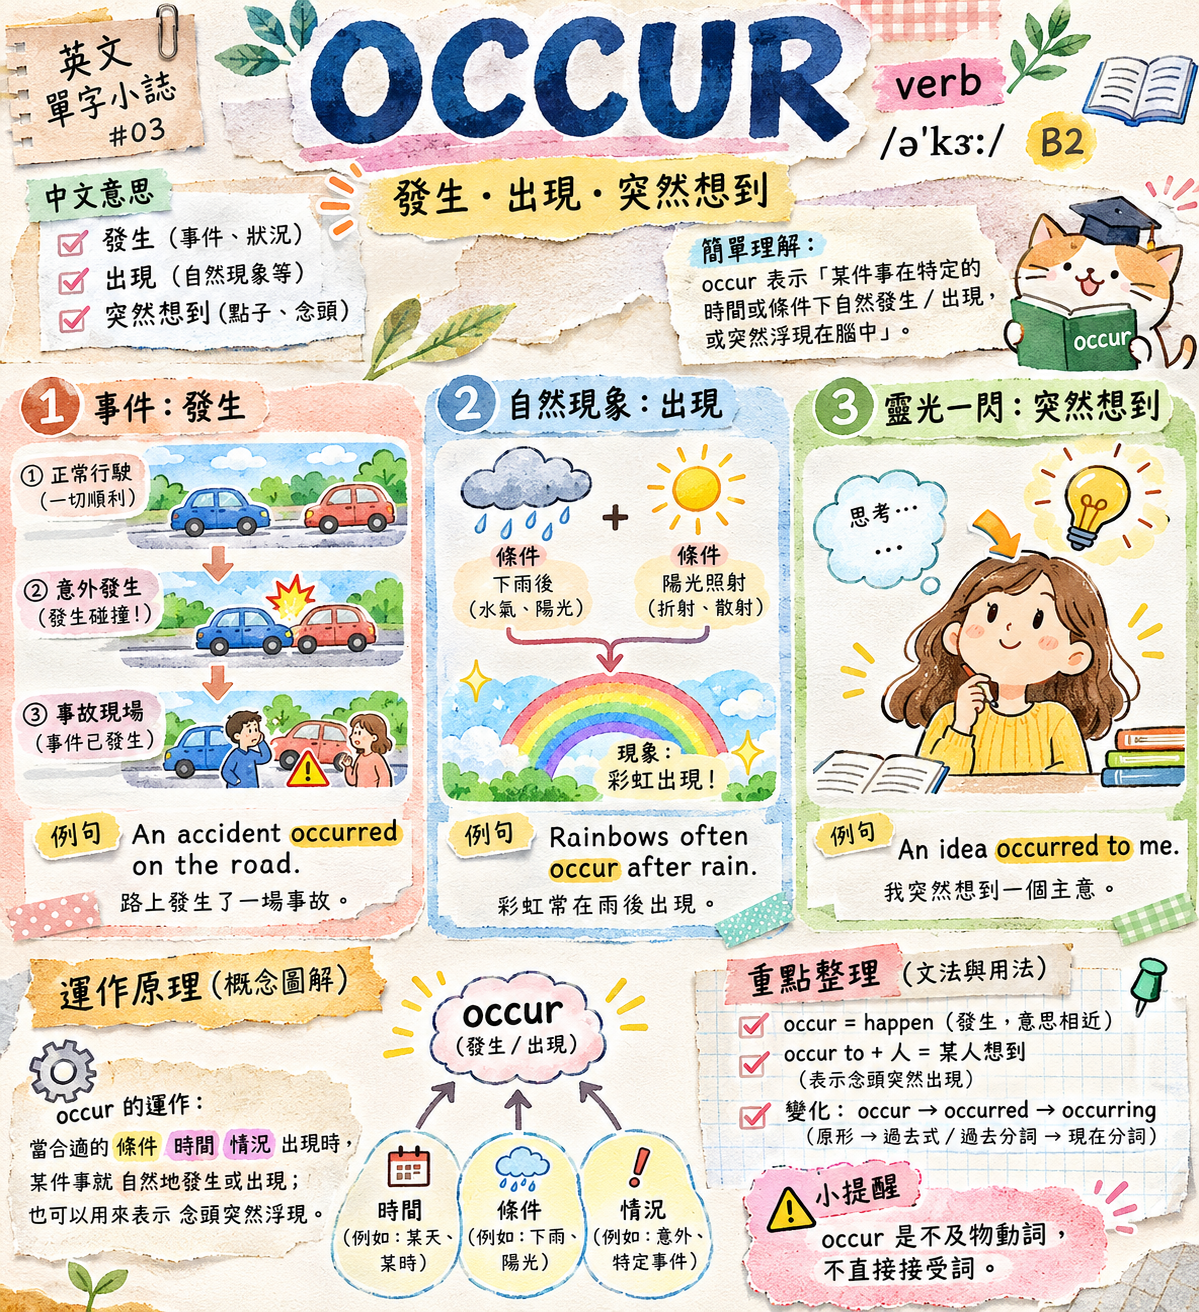 英文
單字小誌
#03
OCCUR
verb
/əˈkɝː/
B2
發生・出現・突然想到
中文意思
發生（事件、狀況）
出現（自然現象等）
突然想到（點子、念頭）
簡單理解：
occur 表示「某件事在特定的
時間或條件下自然發生 / 出現，
或突然浮現在腦中」。
occur
1 事件：發生
① 正常行駛
（一切順利）
② 意外發生
（發生碰撞！）
③ 事故現場
（事件已發生）
例句 An accident occurred
on the road.
路上發生了一場事故。
2 自然現象：出現
+
條件
下雨後
（水氣、陽光）
條件
陽光照射
（折射、散射）
現象：
彩虹出現！
例句 Rainbows often
occur after rain.
彩虹常在雨後出現。
3 靈光一閃：突然想到
思考…
…
例句 An idea occurred to me.
我突然想到一個主意。
運作原理（概念圖解）
occur 的運作：
當合適的 條件 時間 情況 出現時，
某件事就 自然地發生或出現；
也可以用來表示 念頭突然浮現。
occur
（發生 / 出現）
時間
（例如：某天、
某時）
條件
（例如：下雨、
陽光）
情況
（例如：意外、
特定事件）
重點整理（文法與用法）
occur = happen（發生，意思相近）
occur to + 人 = 某人想到
（表示念頭突然出現）
變化： occur → occurred → occurring
（原形 → 過去式 / 過去分詞 → 現在分詞）
小提醒
occur 是不及物動詞，
不直接接受詞。